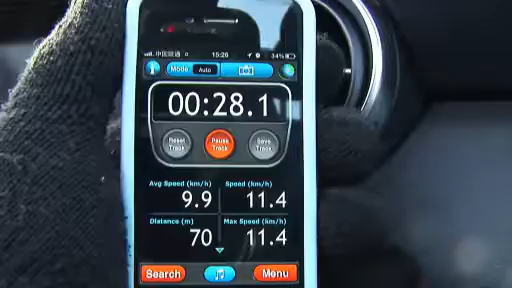 中国联通 15:26 34%
Mode Auto
00:28.1
Reset Track Pause Track Save Track
Avg Speed (km/h) Speed (km/h)
9.9 11.4
Distance (m) Max Speed (km/h)
70 11.4
Search Menu